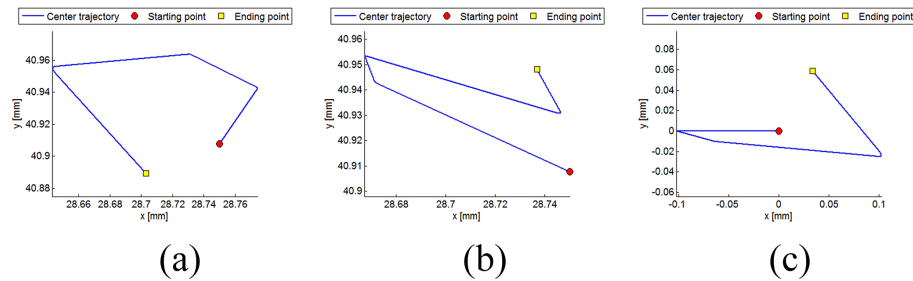 Center trajectory Starting point Ending point
40.96
40.94
40.92
40.9
40.88
y [mm]
28.66 28.7 28.74 28.76
x [mm]
(a)
Center trajectory Starting point Ending point
40.96
40.95
40.94
40.93
40.92
40.91
40.9
y [mm]
28.68 28.7 28.72 28.74
x [mm]
(b)
Center trajectory Starting point Ending point
0.08
0.06
0.04
0.02
0
-0.02
-0.04
-0.06
y [mm]
-0.1 -0.05 0 0.05 0.1
x [mm]
(c)